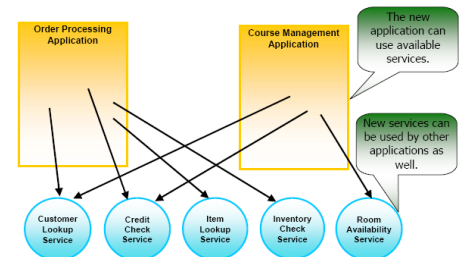 Order Processing
Application
Course Management
Application
The new
application can
use available
services.
New services can
be used by other
applications as
well.
Customer
Lookup
Service
Credit
Check
Service
Item
Lookup
Service
Inventory
Check
Service
Room
Availability
Service